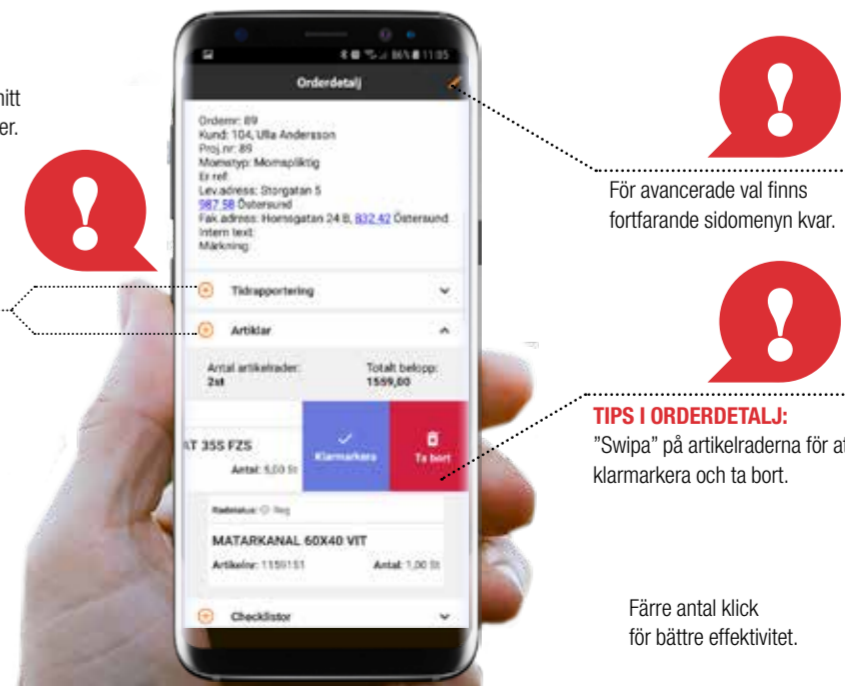 nitt
er.
86% 11:05
Orderdetalj
Ordernr: 89
Kund: 104, Ulla Andersson
Proj.nr: 89
Momstyp: Momspliktig
Er ref:
Lev.adress: Storgatan 5
987 58 Östersund
Fak.adress: Hornsgatan 24 B, 832 42 Östersund
Intern text:
Märkning:
Tidrapportering
Artiklar
Antal artikelrader:
2st
Totalt belopp:
1559,00
AT 35S FZS
Antal: 5,00 St
Klarmarkera
Ta bort
Radstatus: Reg
MATARKANAL 60X40 VIT
Artikelnr: 1159151
Antal: 1,00 St
Checklistor
För avancerade val finns
fortfarande sidomenyn kvar.
TIPS I ORDERDETALJ:
”Swipa” på artikelraderna för at
klarmarkera och ta bort.
Färre antal klick
för bättre effektivitet.